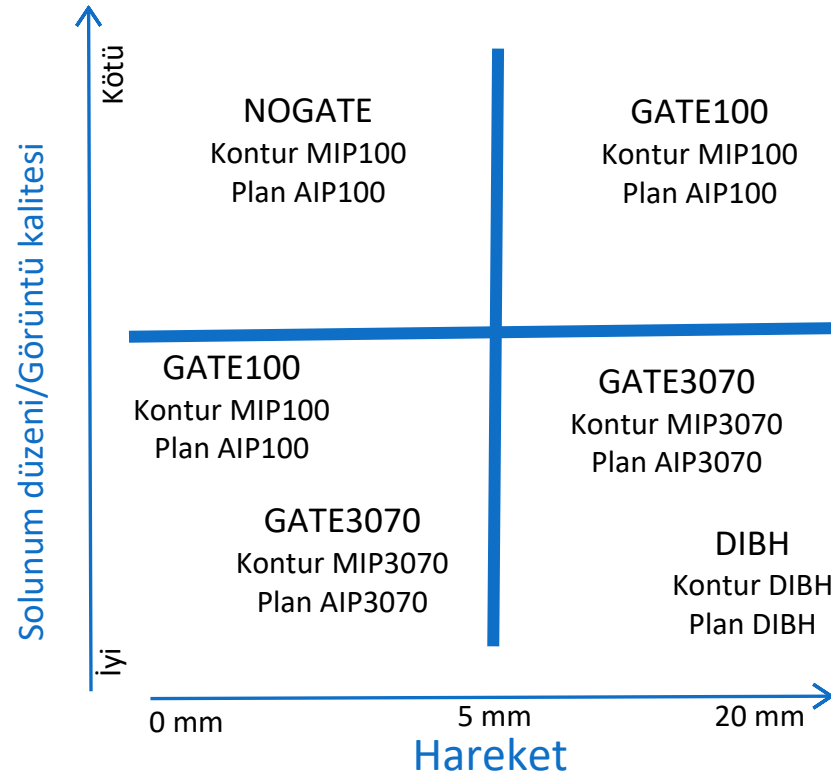 Solunum düzeni/Görüntü kalitesi
Kötü
İyi
NOGATE
Kontur MIP100
Plan AIP100
GATE100
Kontur MIP100
Plan AIP100
GATE100
Kontur MIP100
Plan AIP100
GATE3070
Kontur MIP3070
Plan AIP3070
GATE3070
Kontur MIP3070
Plan AIP3070
DIBH
Kontur DIBH
Plan DIBH
0 mm
5 mm
20 mm
Hareket